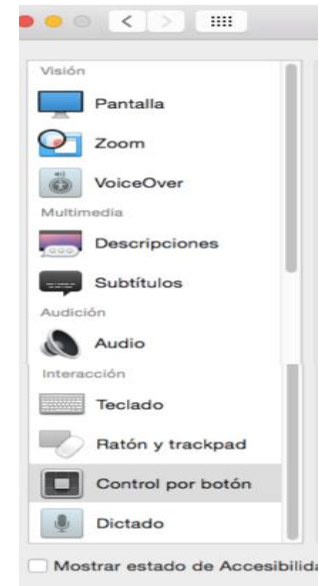 Visión
Pantalla
Zoom
VoiceOver
Multimedia
Descripciones
Subtítulos
Audición
Audio
Interacción
Teclado
Ratón y trackpad
Control por botón
Dictado
Mostrar estado de Accesibilida